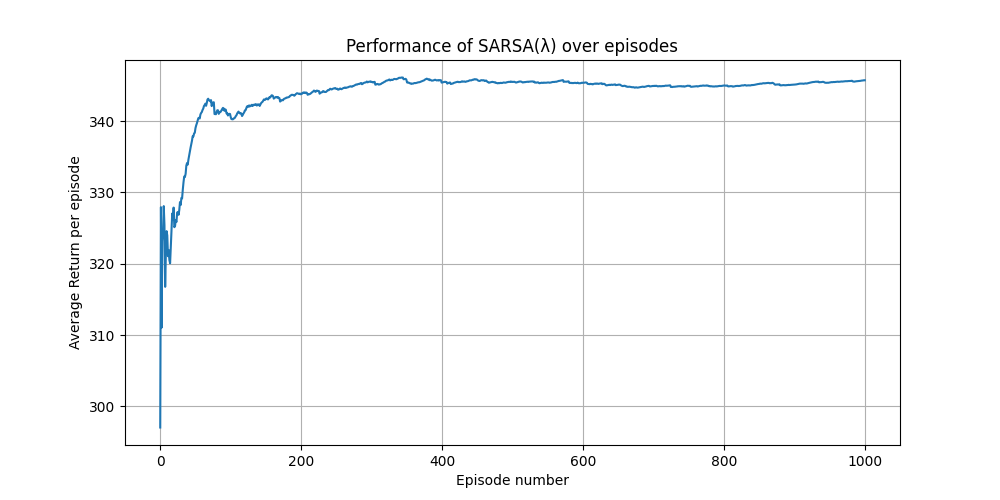 Performance of SARSA(λ) over episodes
Average Return per episode
340
330
320
310
300
0 200 400 600 800 1000
Episode number